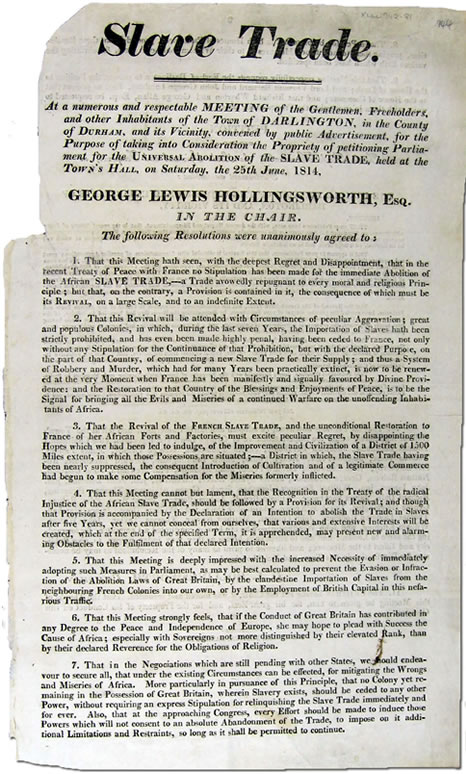 Slave Trade.
At a numerous and respectable MEETING of the Gentlemen, Freeholders,
and other Inhabitants of the Town of DARLINGTON, in the County
of DURHAM, and its Vicinity, convened by public Advertisement, for the
Purpose of taking into Consideration the Propriety of petitioning Parlia-
ment for the UNIVERSAL ABOLITION of the SLAVE TRADE, held at the
TOWN'S HALL, on Saturday, the 25th June, 1814,
GEORGE LEWIS HOLLINGSWORTH, ESQ.
IN THE CHAIR.
The following Resolutions were unanimously agreed to:
1. That this Meeting hath seen, with the deepest Regret and Disappointment, that in the
recent Treaty of Peace with France no Stipulation has been made for the immediate Abolition of
the African SLAVE TRADE,—a Trade avowedly repugnant to every moral and religious Prin-
ciple; but that, on the contrary, a Provision is contained in it, the consequence of which must be
its REVIVAL, on a large Scale, and to an indefinite Extent.
2. That this Revival will be attended with Circumstances of peculiar Aggravation; great
and populous Colonies, in which, during the last seven Years, the Importation of Slaves hath been
strictly prohibited, and has even been made highly penal, having been ceded to France, not only
without any Stipulation for the Continuance of that Prohibition, but with the declared Purpose, on
the part of that Country, of commencing a new Slave Trade for their Supply; and thus a System
of Robbery and Murder, which had for many Years been practically extinct, is now to be renew-
ed at the very Moment when France has been manifestly and signally favoured by Divine Provi-
dence: and the Restoration to that Country of the Blessings and Enjoyments of Peace, is to be the
Signal for bringing all the Evils and Miseries of a continued Warfare on the unoffending Inhabi-
tants of Africa.
3. That the Revival of the FRENCH SLAVE TRADE, and the unconditional Restoration to
France of her African Forts and Factories, must excite peculiar Regret, by disappointing the
Hopes which we had been led to indulge, of the Improvement and Civilization of a District of 1500
Miles extent, in which those Possessions are situated;—a District in which, the Slave Trade having
been nearly suppressed, the consequent Introduction of Cultivation and of a legitimate Commerce
had begun to make some Compensation for the Miseries formerly inflicted.
4. That this Meeting cannot but lament, that the Recognition in the Treaty of the radical
Injustice of the African Slave Trade, should be followed by a Provision for its Revival; and though
that Provision is accompanied by the Declaration of an Intention to abolish the Trade in Slaves
after five Years, yet we cannot conceal from ourselves, that various and extensive Interests will be
created, which at the end of the specified Term, it is apprehended, may present new and alarm-
ing Obstacles to the Fulfilment of that declared Intention.
5. That this Meeting is deeply impressed with the increased Necessity of immediately
adopting such Measures in Parliament, as may be best calculated to prevent the Evasion or Infrac-
tion of the Abolition Laws of Great Britain, by the clandestine Importation of Slaves from the
neighbouring French Colonies into our own, or by the Employment of British Capital in this nefa-
rious Traffic.
6. That this Meeting strongly feels, that if the Conduct of Great Britain has contributed in
any Degree to the Peace and Independence of Europe, she may hope to plead with Success the
Cause of Africa; especially with Sovereigns not more distinguished by their elevated Rank, than
by their declared Reverence for the Obligations of Religion.
7. That in the Negociations which are still pending with other States, we should endea-
vour to secure all, that under the existing Circumstances can be effected, for mitigating the Wrongs
and Miseries of Africa. More particularly in pursuance of this Principle, that no Colony yet re-
maining in the Possession of Great Britain, wherein Slavery exists, should be ceded to any other
Power, without requiring an express Stipulation for relinquishing the Slave Trade immediately and
for ever. Also, that at the approaching Congress, every Effort should be made to induce those
Powers which will not consent to an absolute Abandonment of the Trade, to impose on it addi-
tional Limitations and Restraints, so long as it shall be permitted to continue.